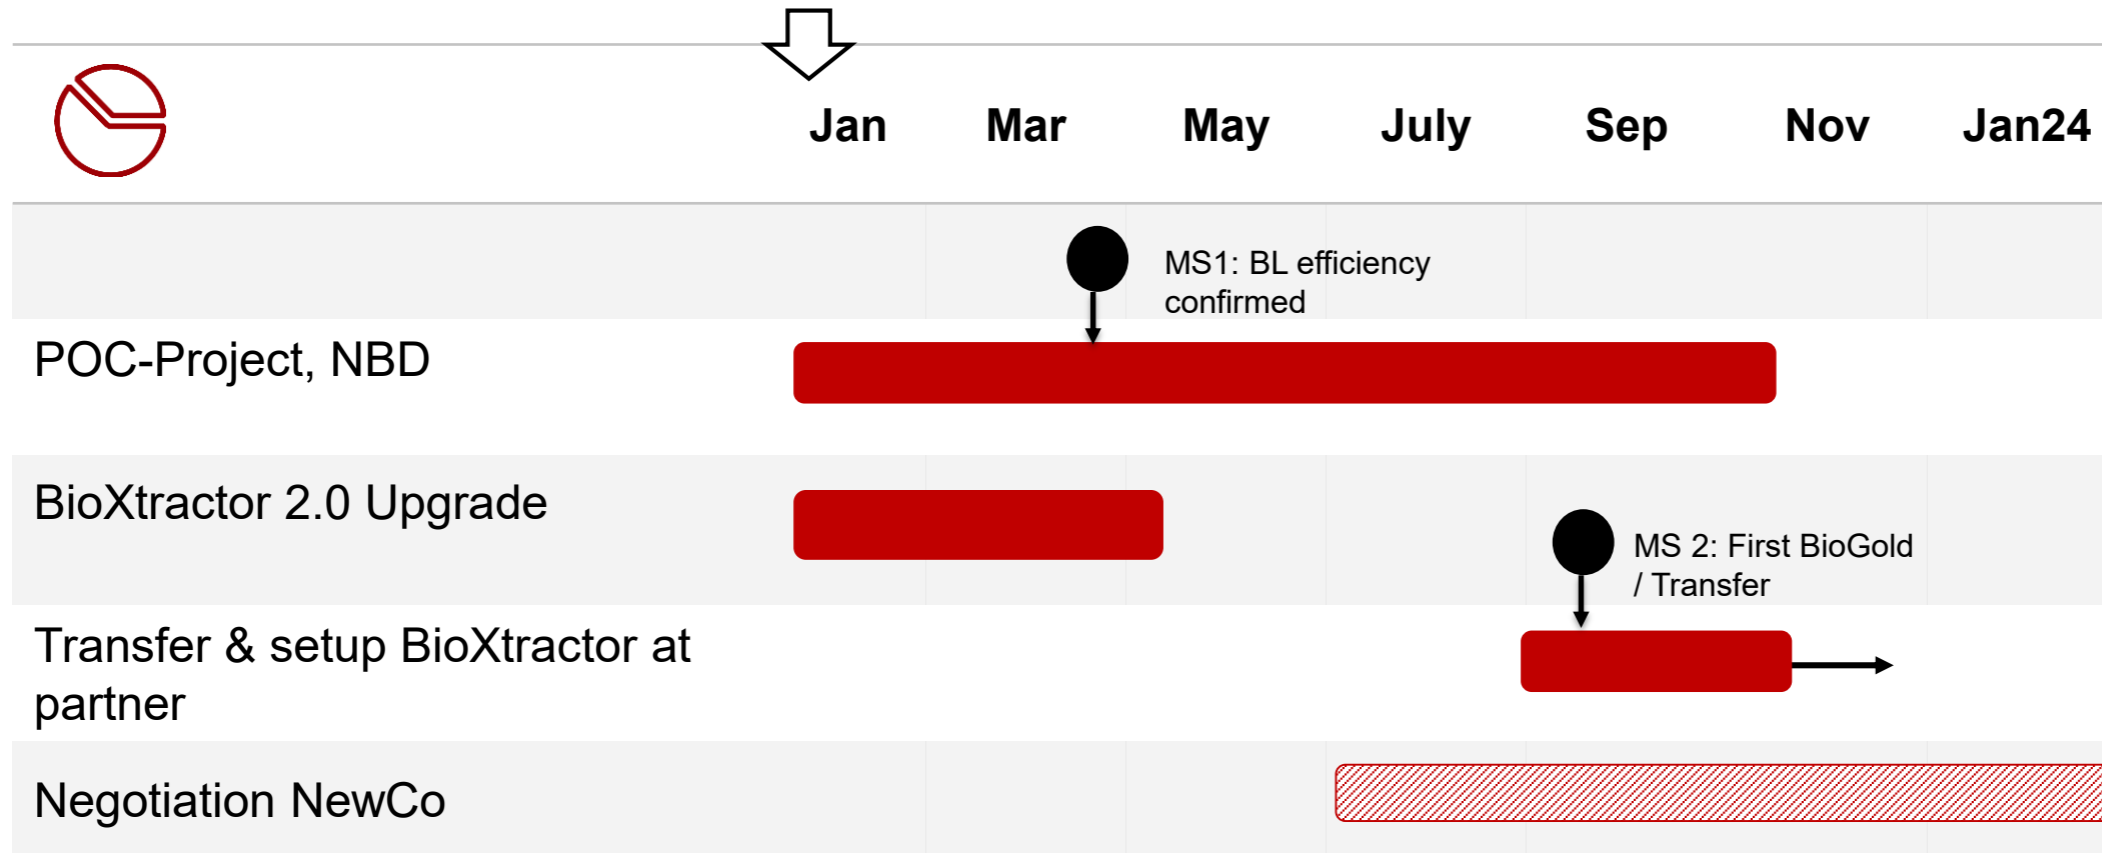 Jan Mar May July Sep Nov Jan24
MS1: BL efficiency
confirmed
POC-Project, NBD
BioXtractor 2.0 Upgrade
MS 2: First BioGold
/ Transfer
Transfer & setup BioXtractor at
partner
Negotiation NewCo